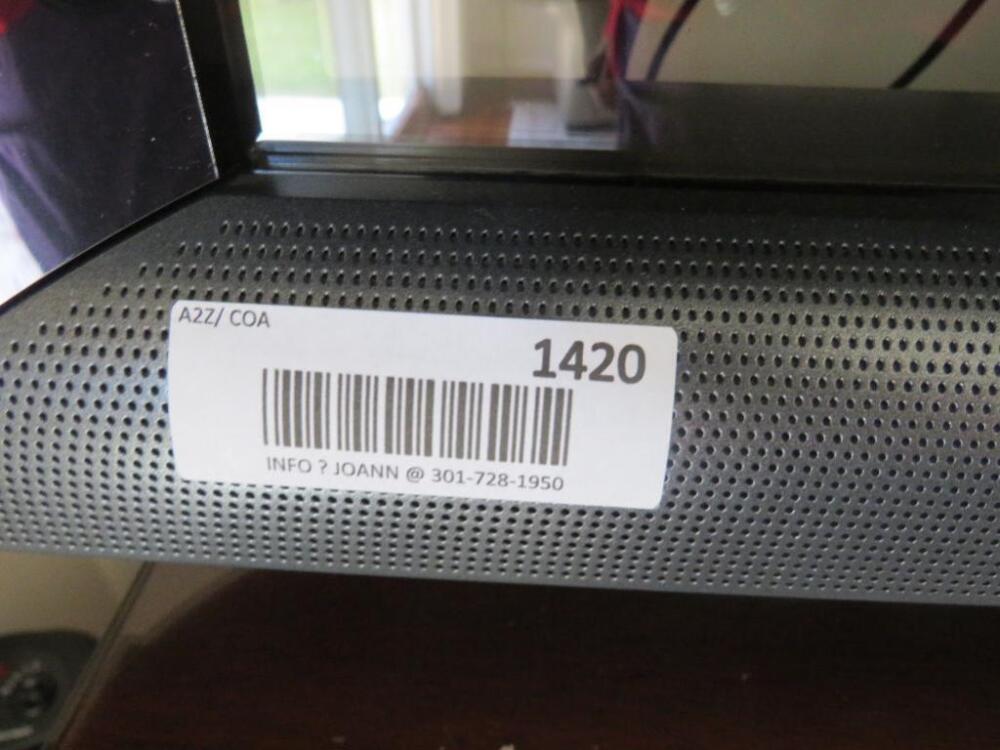 A2Z/ COA
1420
INFO ? JOANN @ 301-728-1950